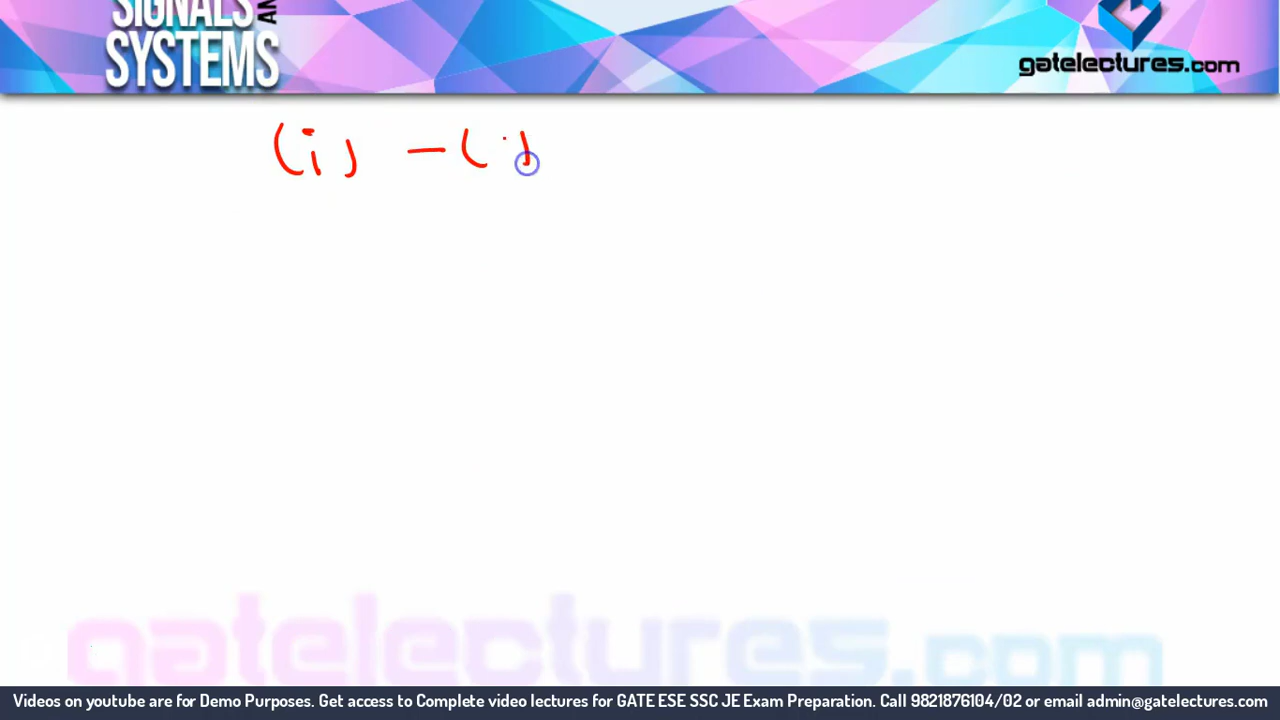 SIGNALS AND
SYSTEMS
gatelectures.com
(i) - (i)
gatelectures.com
Videos on youtube are for Demo Purposes. Get access to Complete video lectures for GATE ESE SSC JE Exam Preparation. Call 9821876104/02 or email admin@gatelectures.com